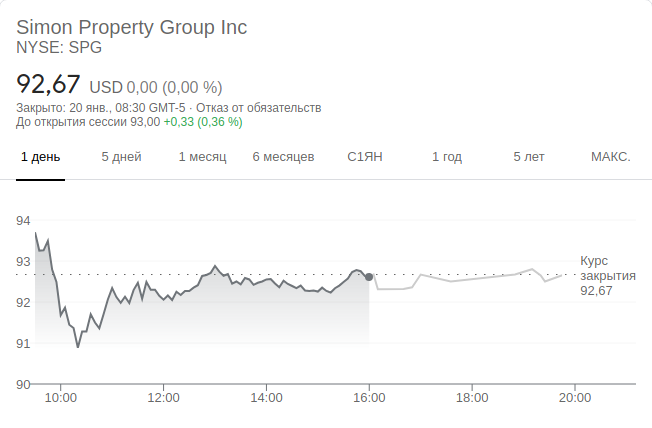 Simon Property Group Inc
NYSE: SPG
92,67 USD 0,00 (0,00 %)
Закрыто: 20 янв., 08:30 GMT-5 · Отказ от обязательств
До открытия сессии 93,00 +0,33 (0,36 %)
1 день 5 дней 1 месяц 6 месяцев С1ЯН 1 год 5 лет МАКС.
94
93
92
91
90
Курс
закрытия
92,67
10:00 12:00 14:00 16:00 18:00 20:00